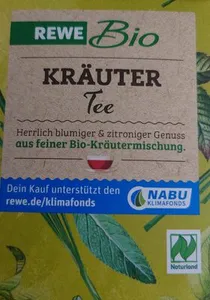 REWE Bio
KRÄUTER
Tee
Herrlich blumiger & zitroniger Genuss
aus feiner Bio-Kräutermischung.
Dein Kauf unterstützt den
rewe.de/klimafonds
NABU
KLIMAFONDS
Naturland